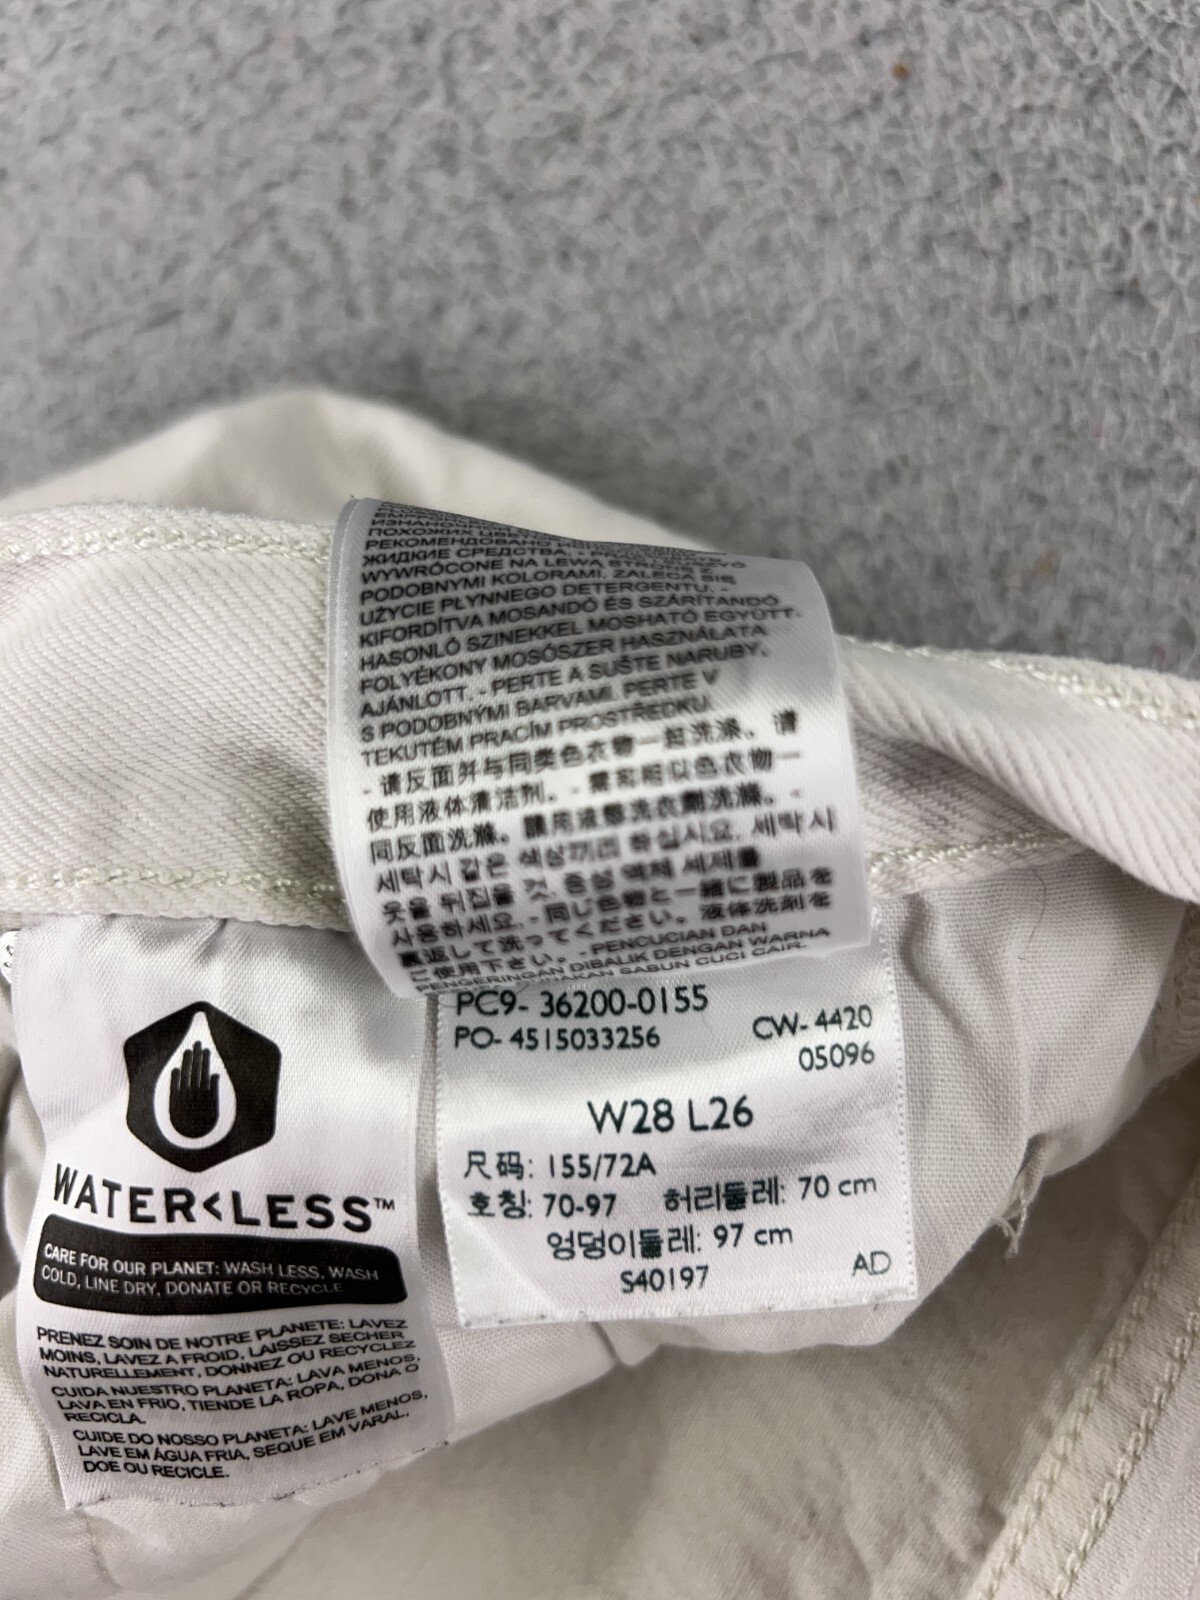 ПОХОЖИХ
РЕКОМЕНДОВАНО
ЖИДКИЕ СРЕДСТВА. -
WYWRÓCONE NA LEWĄ STRONĘ Z
PODOBNYMI KOLORAMI. ZALECA SIĘ
UŻYCIE PŁYNNEGO DETERGENTU. -
KIFORDÍTVA MOSANDÓ ÉS SZÁRÍTANDÓ
HASONLÓ SZINEKKEL MOSHATÓ EGYÜTT.
FOLYÉKONY MOSÓSZER HASZNÁLATA
AJÁNLOTT. - PERTE A SUŠTE NARUBY.
S PODOBNÝMI BARVAMI. PERTE V
TEKUTÉM PRACÍM PROSTŘEDKU.
- 请反面并与同类色衣物一起洗涤。请
使用液体清洁剂。 - 需和相似色衣物一
同反面洗滌。請用液態洗衣劑洗滌。 -
세탁시 같은 색상끼리 하십시요. 세탁시
옷을 뒤집을 것. 중성 액체 세제를
사용하세요. - 同じ色物と一緒に製品を
裏返して洗ってください。液体洗剤を
ご使用下さい。 - PENCUCIAN DAN
PENGERINGAN DIBALIK DENGAN WARNA
SABUN CUCI CAIR.
PC9- 36200-0155
PO- 4515033256
CW- 4420
05096
W28 L26
尺码: 155/72A
호칭: 70-97 허리둘레: 70 cm
엉덩이둘레: 97 cm
S40197
AD
WATER<LESS™
CARE FOR OUR PLANET: WASH LESS, WASH
COLD, LINE DRY, DONATE OR RECYCLE
PRENEZ SOIN DE NOTRE PLANETE: LAVEZ
MOINS, LAVEZ A FROID, LAISSEZ SECHER
NATURELLEMENT, DONNEZ OU RECYCLEZ
CUIDA NUESTRO PLANETA: LAVA MENOS,
LAVA EN FRIO, TIENDE LA ROPA, DONA O
RECICLA.
CUIDE DO NOSSO PLANETA: LAVE MENOS,
LAVE EM ÁGUA FRIA, SEQUE EM VARAL,
DOE OU RECICLE.